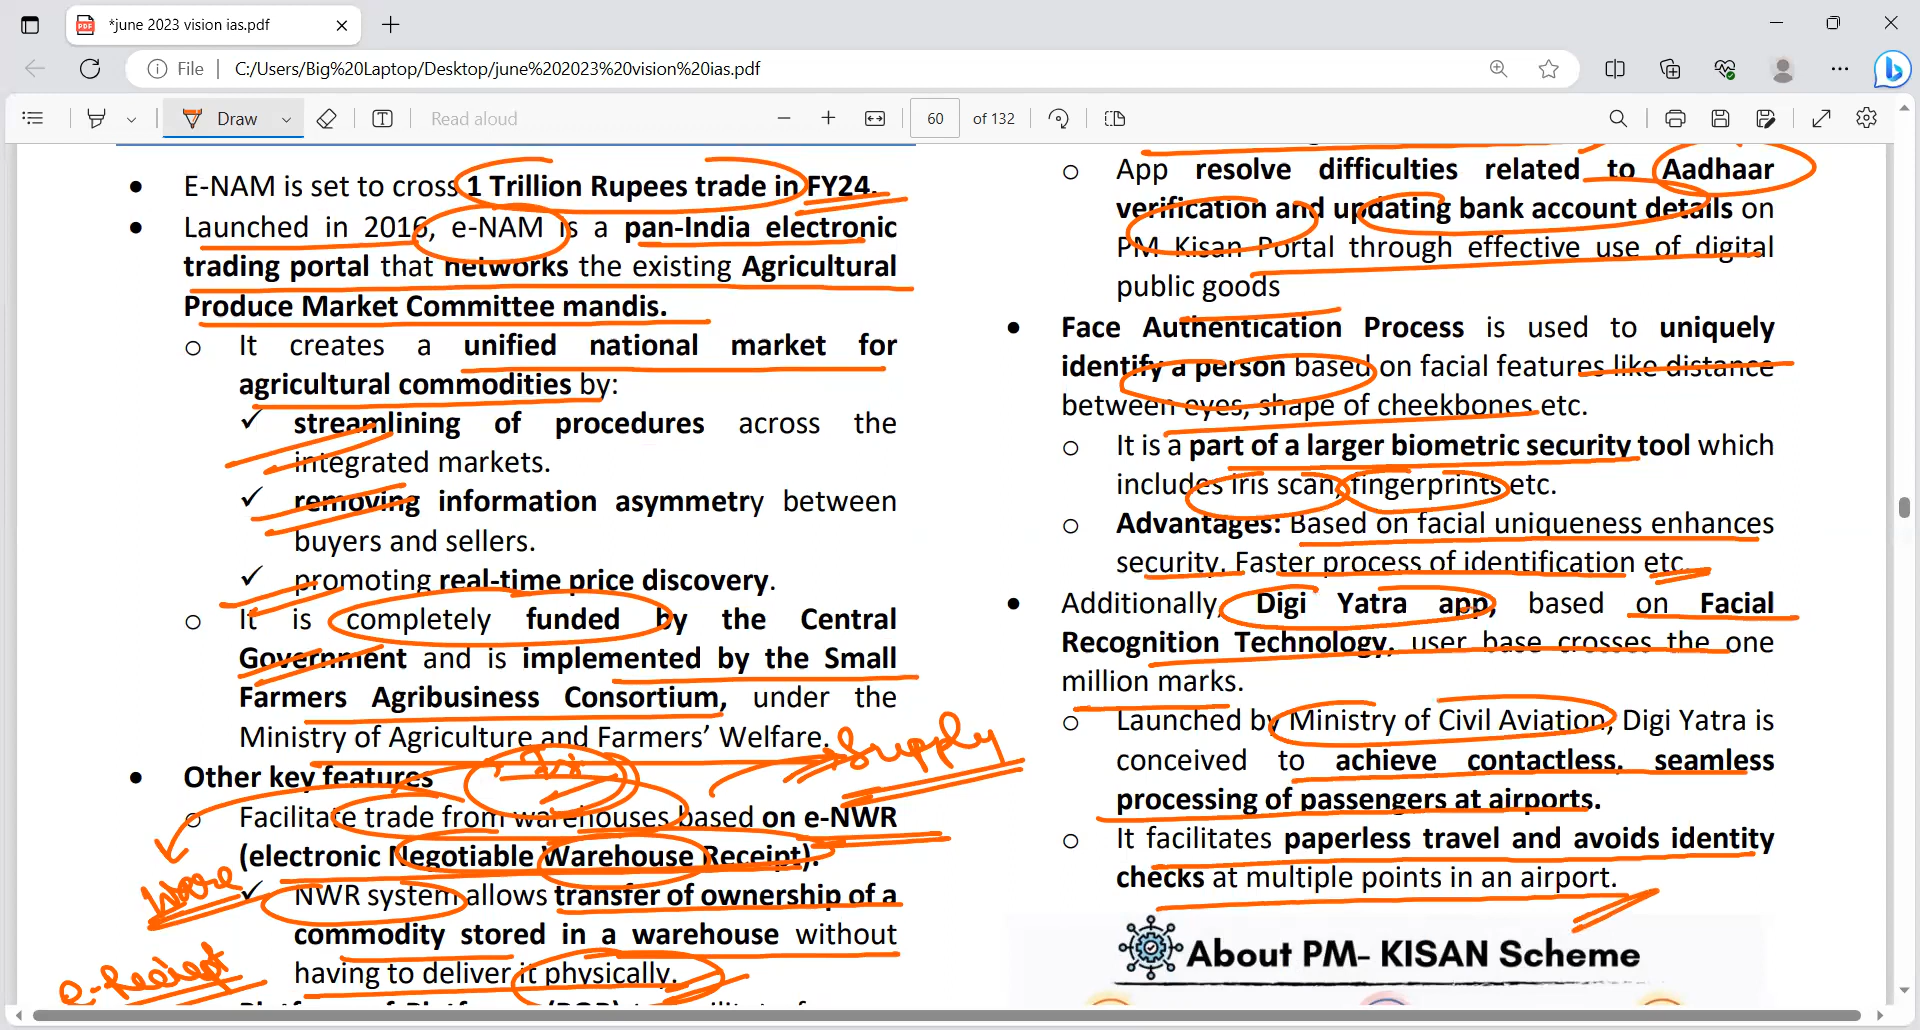 *june 2023 vision ias.pdf
File
C:/Users/Big%20Laptop/Desktop/june%202023%20vision%20ias.pdf
Draw
Read aloud
60 of 132
• E-NAM is set to cross 1 Trillion Rupees trade in FY24.
• Launched in 2016, e-NAM is a pan-India electronic
trading portal that networks the existing Agricultural
Produce Market Committee mandis.
o It creates a unified national market for
agricultural commodities by:
✓ streamlining of procedures across the
integrated markets.
✓ removing information asymmetry between
buyers and sellers.
✓ promoting real-time price discovery.
o It is completely funded by the Central
Government and is implemented by the Small
Farmers Agribusiness Consortium, under the
Ministry of Agriculture and Farmers' Welfare.
Supply
• Other key features
o Facilitate trade from warehouses based on e-NWR
(electronic Negotiable Warehouse Receipt).
✓ NWR system allows transfer of ownership of a
commodity stored in a warehouse without
having to deliver it physically.
e-Receipt
o App resolve difficulties related to Aadhaar
verification and updating bank account details on
PM Kisan Portal through effective use of digital
public goods
• Face Authentication Process is used to uniquely
identify a person based on facial features like distance
between eyes, shape of cheekbones etc.
o It is a part of a larger biometric security tool which
includes iris scan, fingerprints etc.
o Advantages: Based on facial uniqueness enhances
security, Faster process of identification etc.
• Additionally, Digi Yatra app, based on Facial
Recognition Technology, user base crosses the one
million marks.
o Launched by Ministry of Civil Aviation, Digi Yatra is
conceived to achieve contactless, seamless
processing of passengers at airports.
o It facilitates paperless travel and avoids identity
checks at multiple points in an airport.
About PM- KISAN Scheme